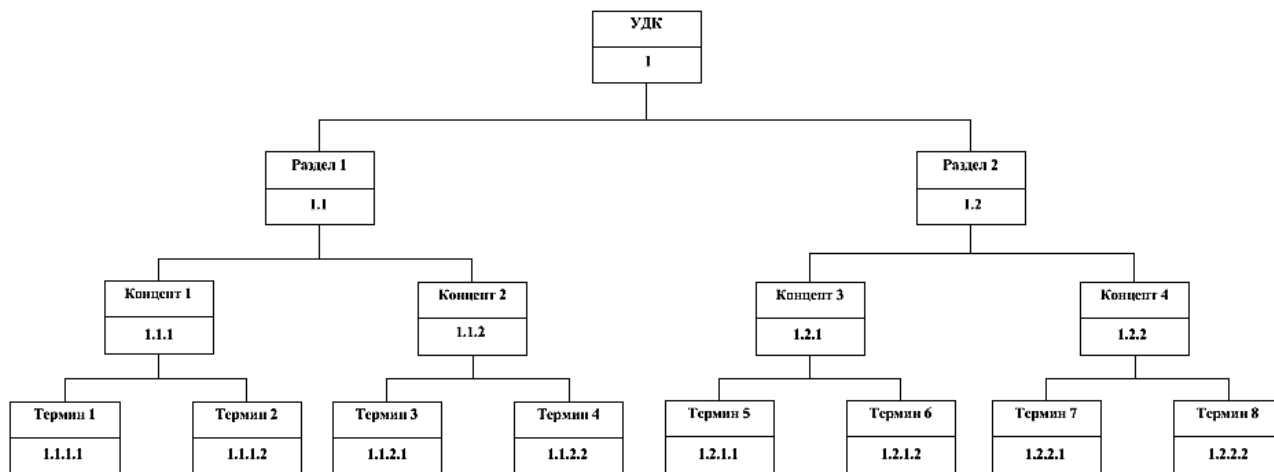 УДК
1
Раздел 1
1.1
Раздел 2
1.2
Концепт 1
1.1.1
Концепт 2
1.1.2
Концепт 3
1.2.1
Концепт 4
1.2.2
Термин 1
1.1.1.1
Термин 2
1.1.1.2
Термин 3
1.1.2.1
Термин 4
1.1.2.2
Термин 5
1.2.1.1
Термин 6
1.2.1.2
Термин 7
1.2.2.1
Термин 8
1.2.2.2